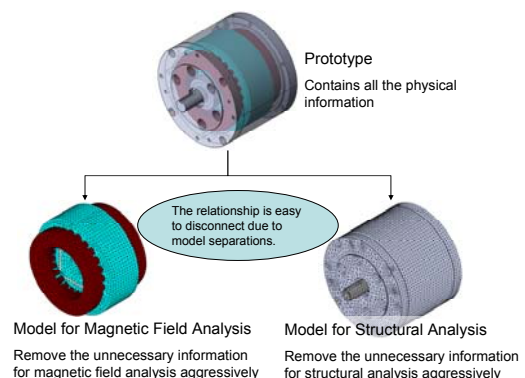 Prototype
Contains all the physical
information
The relationship is easy
to disconnect due to
model separations.
Model for Magnetic Field Analysis
Remove the unnecessary information
for magnetic field analysis aggressively
Model for Structural Analysis
Remove the unnecessary information
for structural analysis aggressively